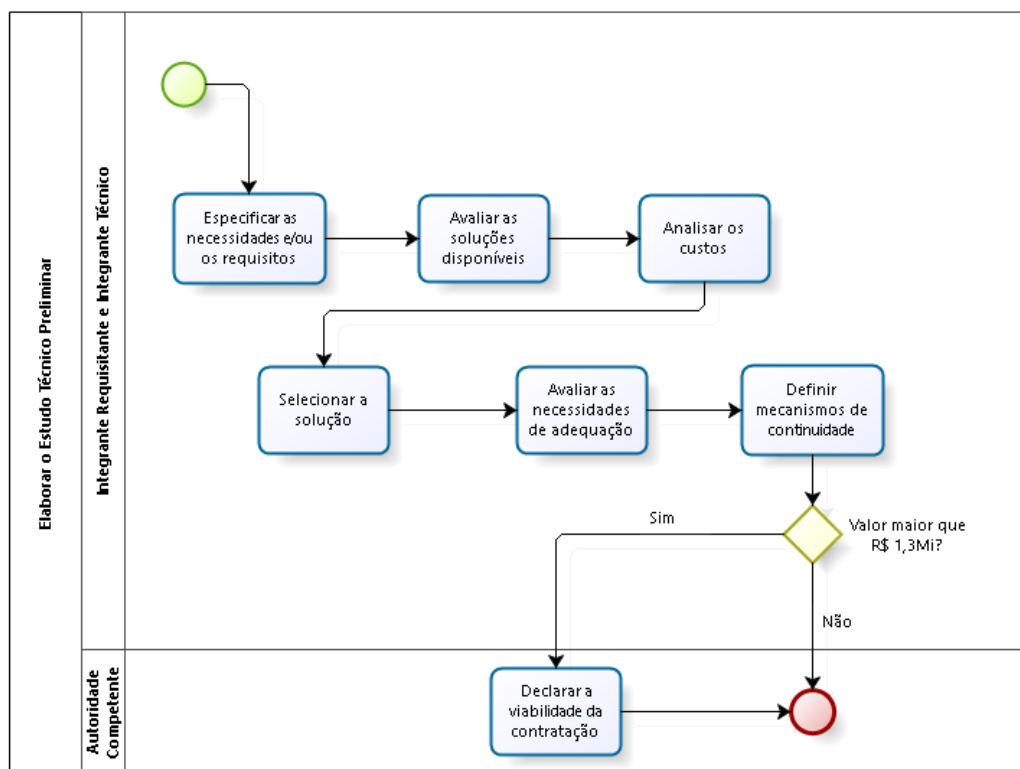 Elaborar o Estudo Técnico Preliminar
Integrante Requisitante e Integrante Técnico
Especificar as
necessidades e/ou
os requisitos
Avaliar as
soluções
disponíveis
Analisar os
custos
Selecionar a
solução
Avaliar as
necessidades
de adequação
Definir
mecanismos de
continuidade
Valor maior que
R$ 1,3Mi?
Sim
Não
Autoridade
Competente
Declarar a
viabilidade da
contratação